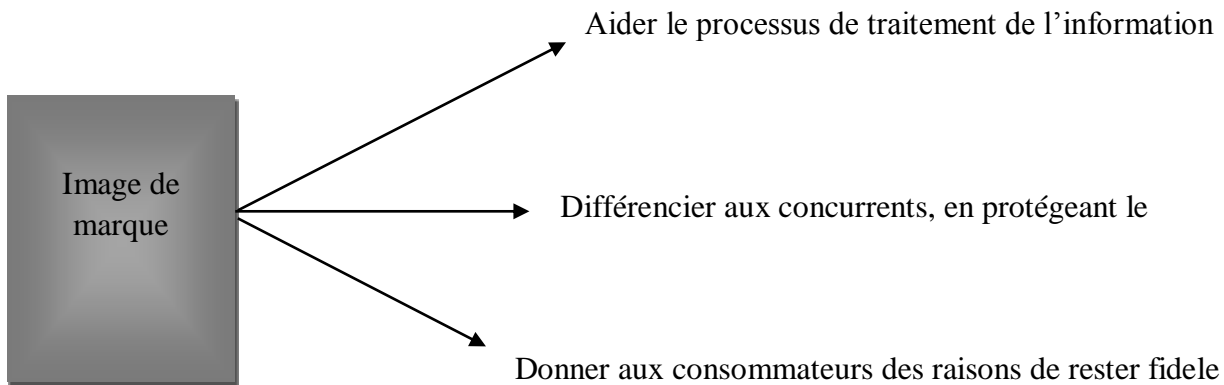 Aider le processus de traitement de l’information
Image de
marque
Différencier aux concurrents, en protégeant le
Donner aux consommateurs des raisons de rester fidele